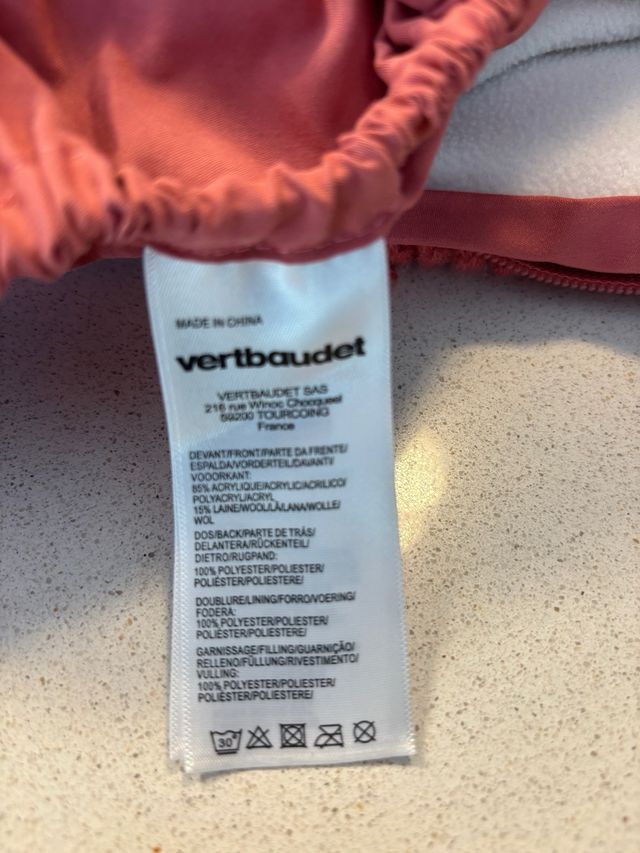 MADE IN CHINA
vertbaudet
VERTBAUDET SAS
216 rue Winoc Chocqueel
59200 TOURCOING
France
DEVANT/FRONT/PARTE DA FRENTE/
ESPALDA/VORDERTEIL/DAVANTI/
VOOORKANT:
85% ACRYLIQUE/ACRYLIC/ACRILICO/
POLYACRYL/ACRYL
15% LAINE/WOOL/LÃ/LANA/WOLLE/
WOL
DOS/BACK/PARTE DE TRÁS/
DELANTERA/RÜCKENTEIL/
DIETRO/RUGPAND:
100% POLYESTER/POLIESTER/
POLIÉSTER/POLIESTERE/
DOUBLURE/LINING/FORRO/VOERING/
FODERA:
100% POLYESTER/POLIESTER/
POLIÉSTER/POLIESTERE/
GARNISSAGE/FILLING/GUARNIÇÃO/
RELLENO/FÜLLUNG/RIVESTIMENTO/
VULLING:
100% POLYESTER/POLIESTER/
POLIÉSTER/POLIESTERE/
30°